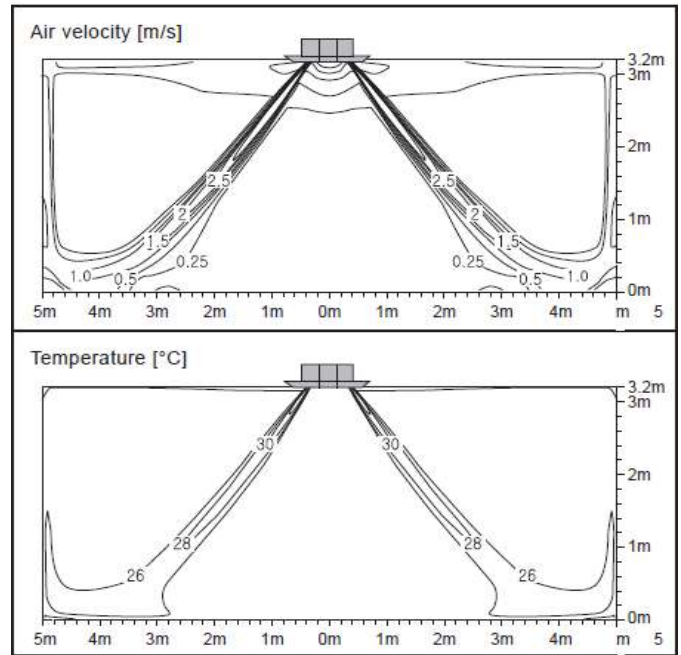 Air velocity [m/s]
3.2m
3m
2m
2.5 2.5
2 2
1m
1.5 1.5
0.25 0.25
1.0 0.5 0.5 1.0
0m
5m 4m 3m 2m 1m 0m 1m 2m 3m 4m m 5
Temperature [°C]
3.2m
3m
30 30
2m
28 28
1m
26 26
0m
5m 4m 3m 2m 1m 0m 1m 2m 3m 4m m 5